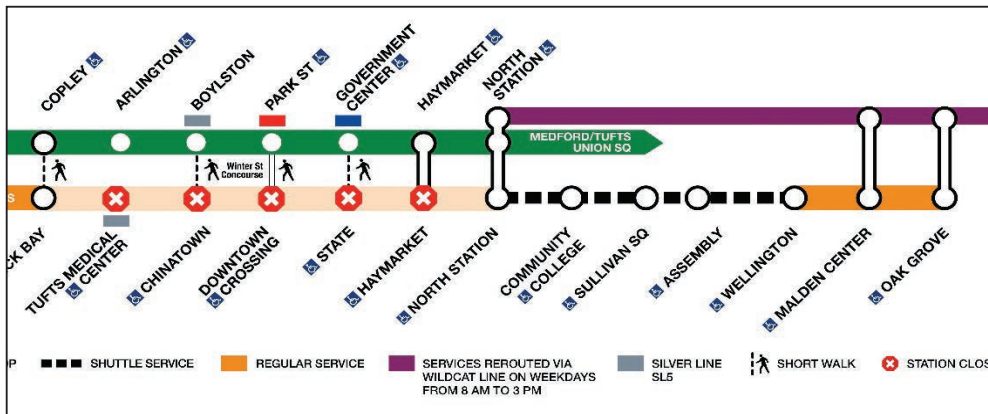 COPLEY
ARLINGTON
BOYLSTON
PARK ST
GOVERNMENT
CENTER
HAYMARKET
NORTH
STATION
MEDFORD/TUFTS
UNION SQ
Winter St
Concourse
S
CK BAY
TUFTS MEDICAL
CENTER
CHINATOWN
DOWNTOWN
CROSSING
STATE
HAYMARKET
NORTH STATION
COMMUNITY
COLLEGE
SULLIVAN SQ
ASSEMBLY
WELLINGTON
MALDEN CENTER
OAK GROVE
OP
SHUTTLE SERVICE
REGULAR SERVICE
SERVICES REROUTED VIA
WILDCAT LINE ON WEEKDAYS
FROM 8 AM TO 3 PM
SILVER LINE
SL5
SHORT WALK
STATION CLOS